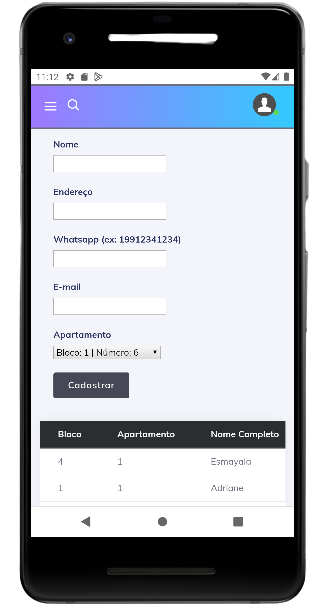 11:12
Nome
Endereço
Whatsapp (ex: 19912341234)
E-mail
Apartamento
Bloco: 1 | Número: 6
Cadastrar
Bloco Apartamento Nome Completo
4 1 Esmayala
1 1 Adriane